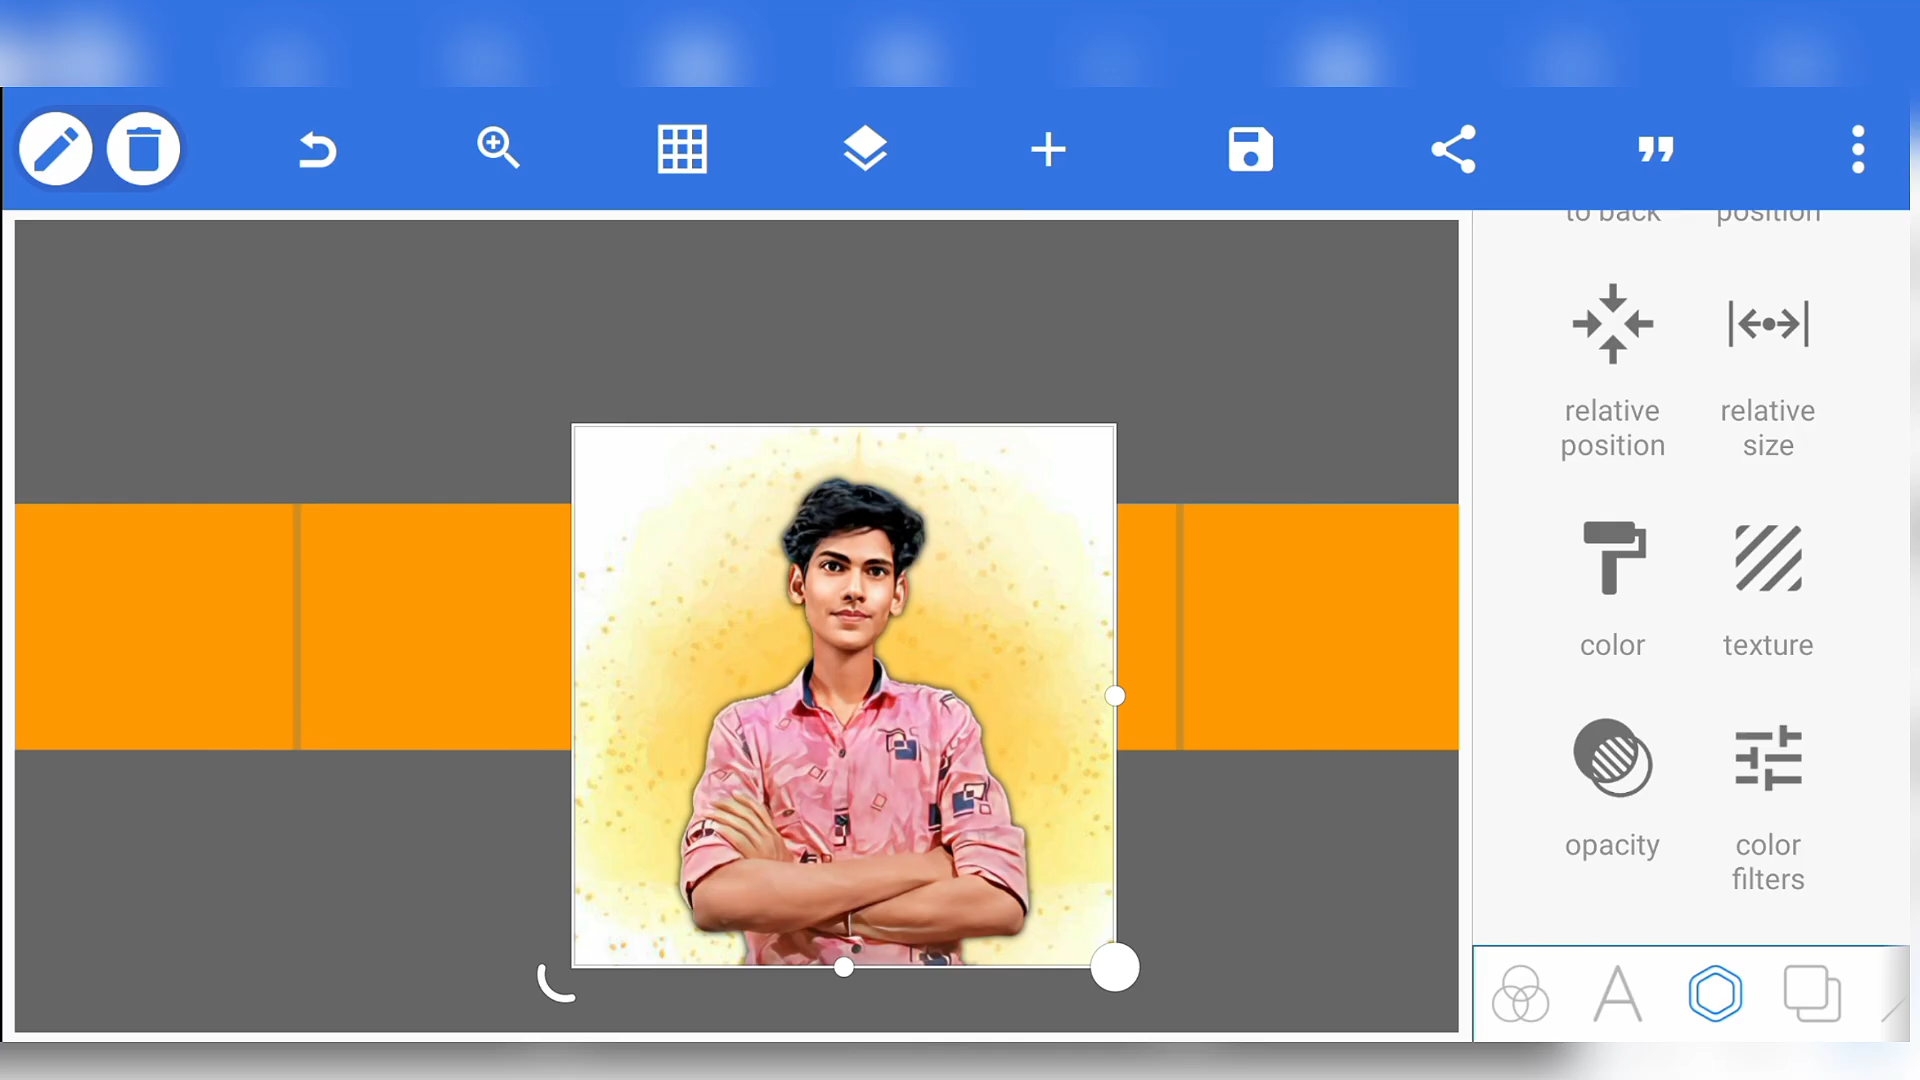 to back
position
relative
position
relative
size
color
texture
opacity
color
filters